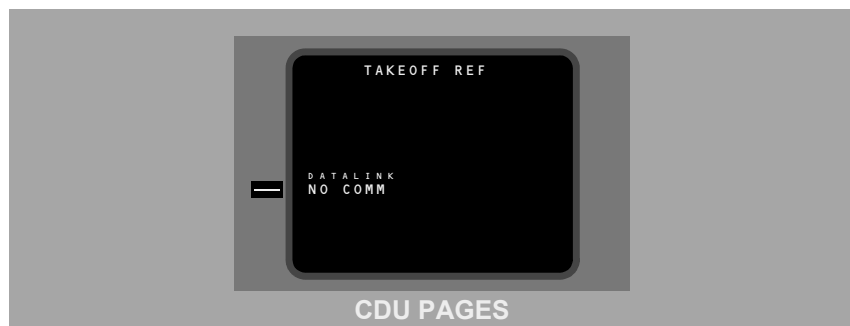 TAKEOFF REF
DATALINK
NO COMM
CDU PAGES